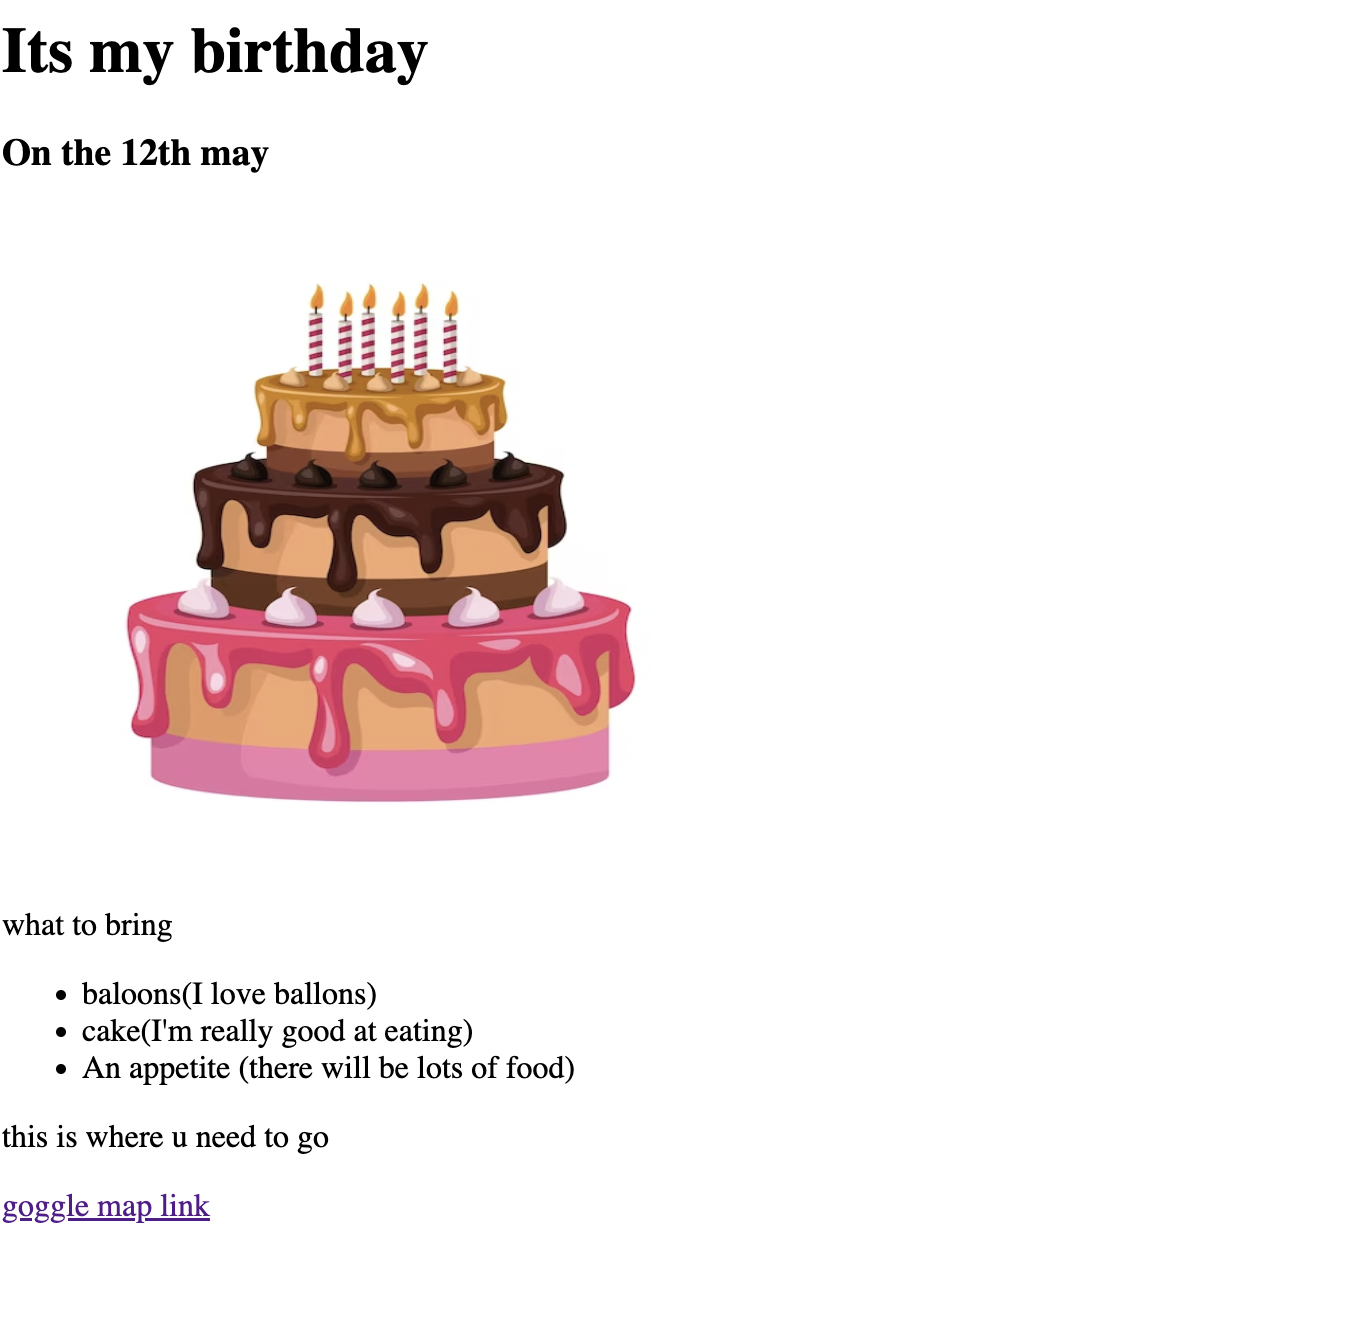 Its my birthday
On the 12th may
what to bring
baloons(I love ballons)
cake(I'm really good at eating)
An appetite (there will be lots of food)
this is where u need to go
goggle map link